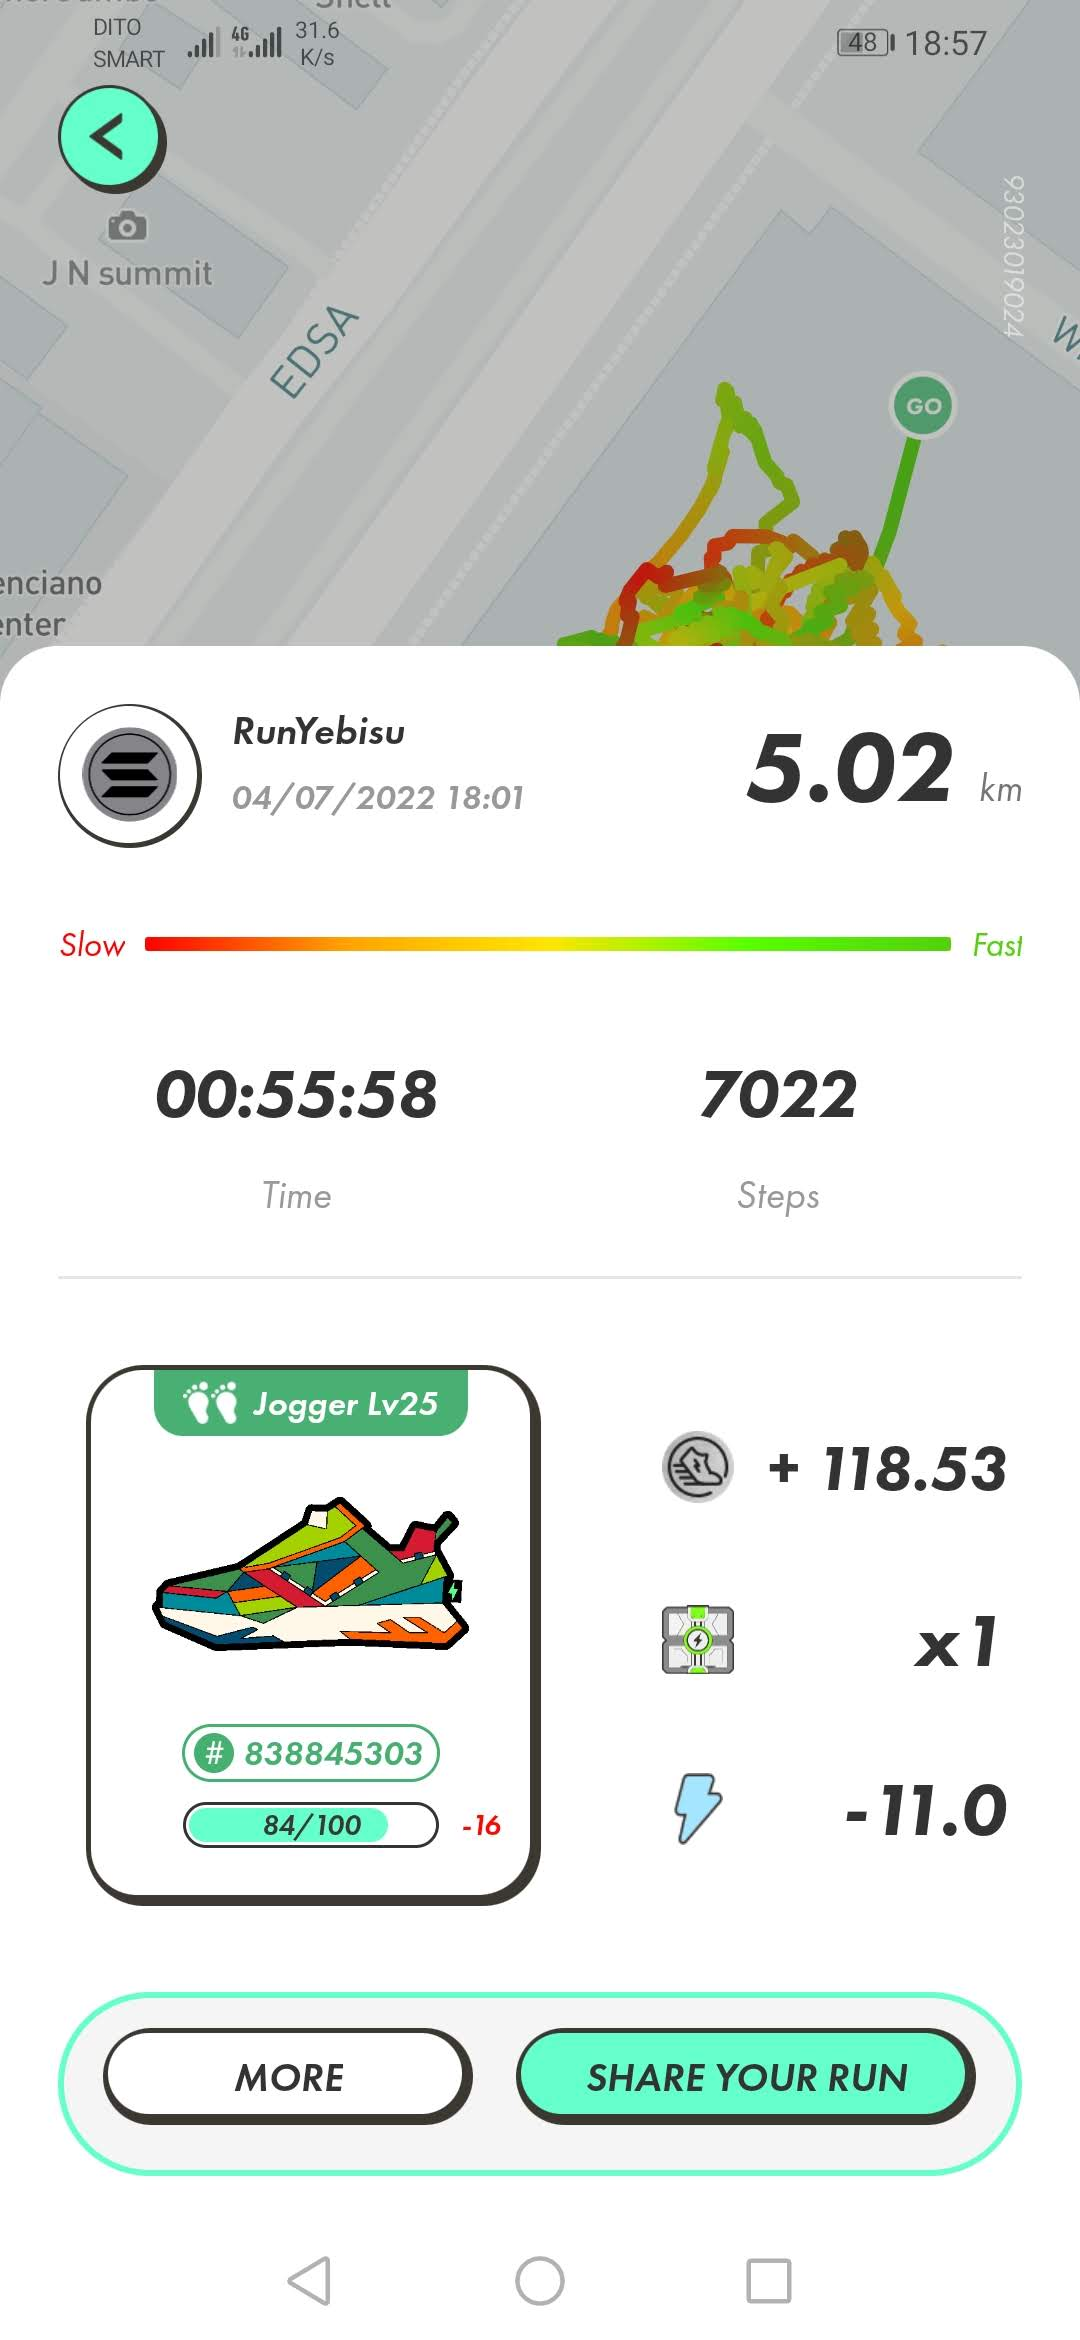 Shell
DITO
SMART
4G
31.6
K/s
48
18:57
<
J N summit
93023019024
EDSA
GO
enciano
enter
RunYebisu
04/07/2022 18:01
5.02 km
Slow
Fast
00:55:58
7022
Time
Steps
Jogger Lv25
+ 118.53
x1
# 838845303
84/100
-16
-11.0
MORE
SHARE YOUR RUN